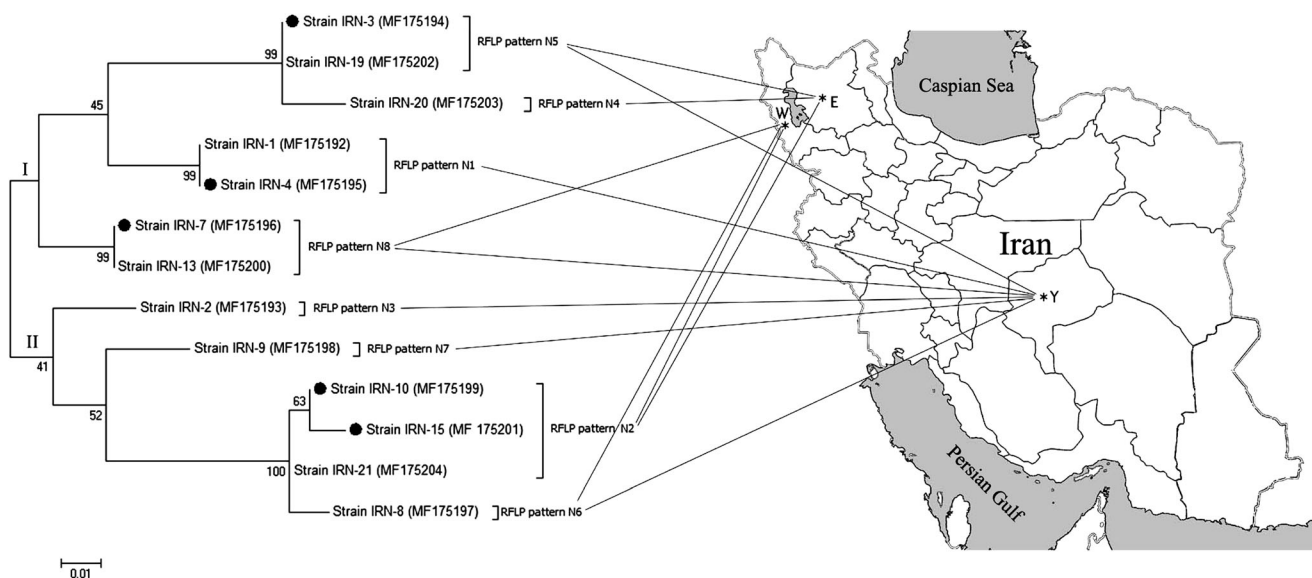 Strain IRN-3 (MF175194)
RFLP pattern N5
99
Strain IRN-19 (MF175202)
Strain IRN-20 (MF175203)
RFLP pattern N4
45
Strain IRN-1 (MF175192)
RFLP pattern N1
99
Strain IRN-4 (MF175195)
I
Strain IRN-7 (MF175196)
RFLP pattern N8
99
Strain IRN-13 (MF175200)
Strain IRN-2 (MF175193)
RFLP pattern N3
II
41
Strain IRN-9 (MF175198)
RFLP pattern N7
52
Strain IRN-10 (MF175199)
63
Strain IRN-15 (MF 175201)
RFLP pattern N2
100
Strain IRN-21 (MF175204)
Strain IRN-8 (MF175197)
RFLP pattern N6
0.01
Caspian Sea
*E
W
*
Iran
*Y
Persian Gulf